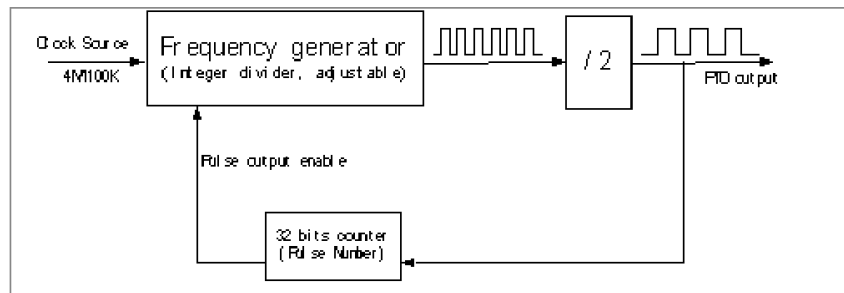 Clock Source
4M/100K
Frequency generator
(Integer divider, adjustable)
/ 2
PTO output
Pulse output enable
32 bits counter
(Pulse Number)